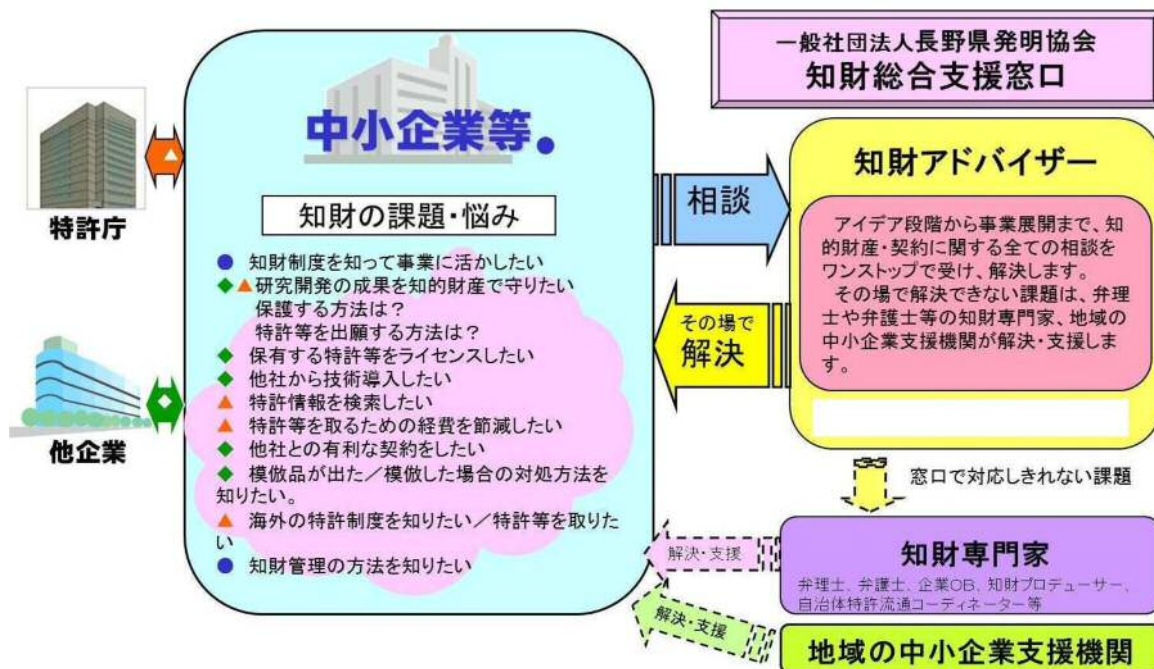 一般社団法人長野県発明協会
知財総合支援窓口
特許庁
他企業
中小企業等.
知財の課題・悩み
● 知財制度を知って事業に活かしたい
◆▲研究開発の成果を知的財産で守りたい
保護する方法は?
特許等を出願する方法は?
◆ 保有する特許等をライセンスしたい
◆ 他社から技術導入したい
▲ 特許情報を検索したい
▲ 特許等を取るための経費を節減したい
◆ 他社との有利な契約をしたい
◆ 模倣品が出た/模倣した場合の対処方法を
知りたい。
▲ 海外の特許制度を知りたい/特許等を取りた
い
● 知財管理の方法を知りたい
相談
その場で
解決
知財アドバイザー
アイデア段階から事業展開まで、知
的財産・契約に関する全ての相談を
ワンストップで受け、解決します。
その場で解決できない課題は、弁理
士や弁護士等の知財専門家、地域の
中小企業支援機関が解決・支援しま
す。
窓口で対応しきれない課題
解決・支援
知財専門家
弁理士、弁護士、企業OB、知財プロデューサー、
自治体特許流通コーディネーター等
解決・支援
地域の中小企業支援機関